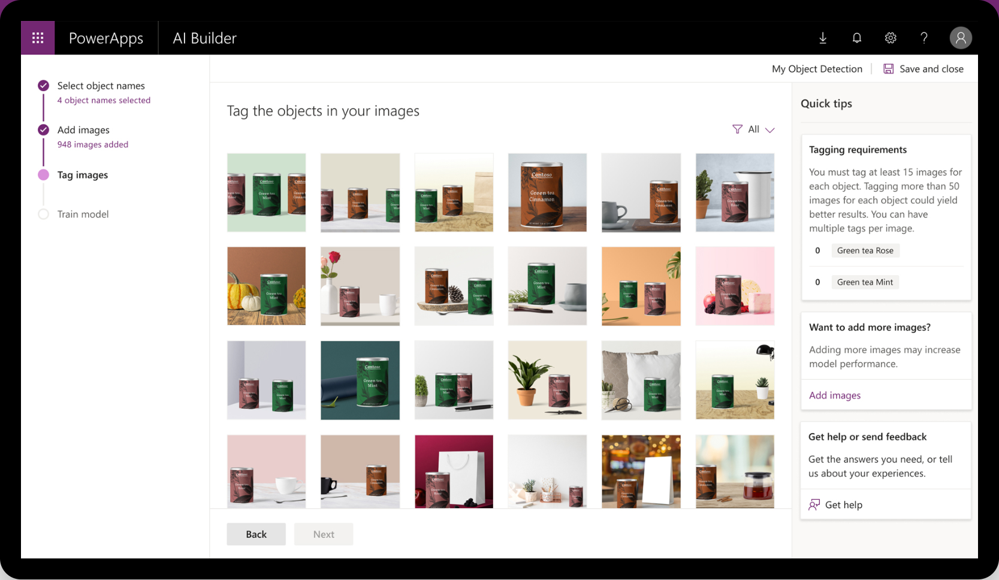 PowerApps
AI Builder
My Object Detection
Save and close
Select object names
4 object names selected
Add images
948 images added
Tag images
Train model
Tag the objects in your images
All
Contoso
Green tea
Mint
Contoso
Green tea
Cinnamon
Contoso
Green tea
Mint
Back
Next
Quick tips
Tagging requirements
You must tag at least 15 images for
each object. Tagging more than 50
images for each object could yield
better results. You can have
multiple tags per image.
0 Green tea Rose
0 Green tea Mint
Want to add more images?
Adding more images may increase
model performance.
Add images
Get help or send feedback
Get the answers you need, or tell
us about your experiences.
Get help